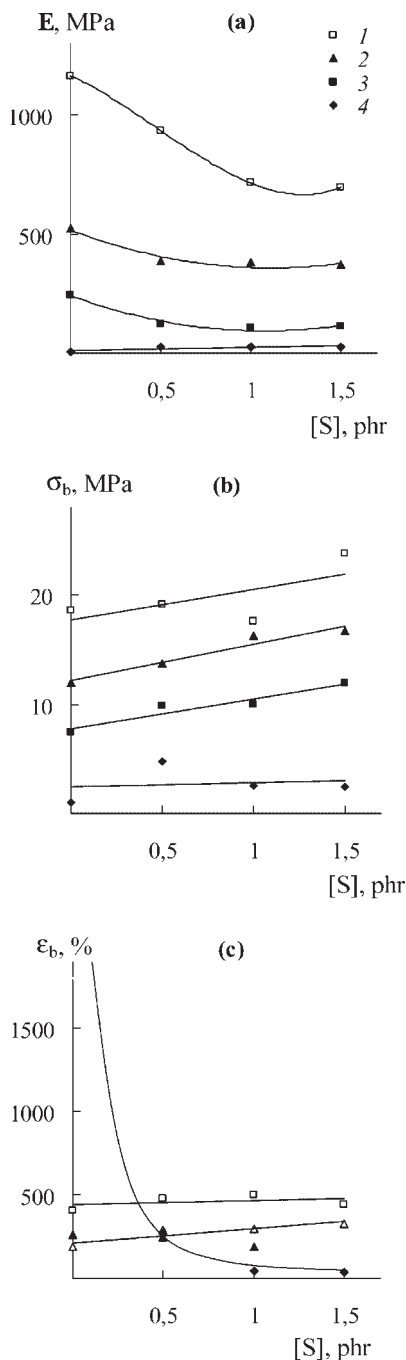 E, MPa
(a)
1
2
3
4
1000
500
0,5
1
1,5
[S], phr
σb, MPa
(b)
20
10
0,5
1
1,5
[S], phr
εb, %
(c)
1500
1000
500
0,5
1
1,5
[S], phr